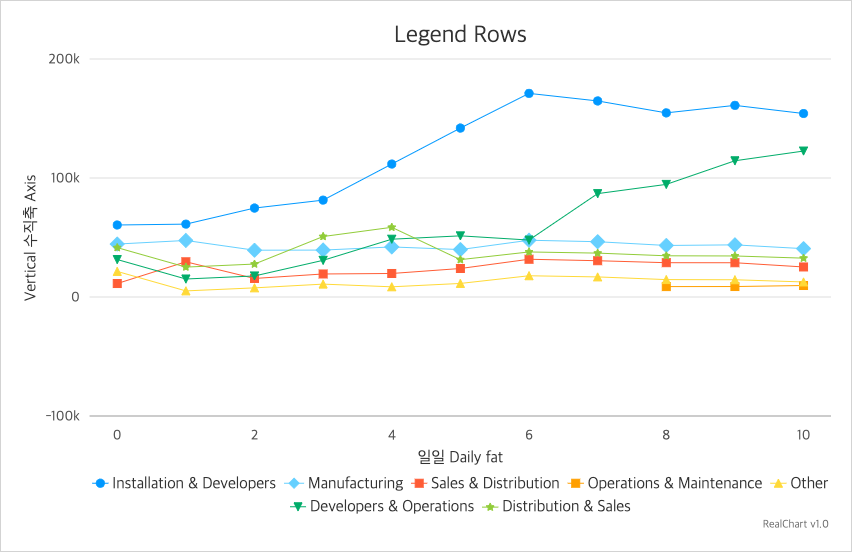 Legend Rows
200k
100k
0
-100k
Vertical 수직축 Axis
0 2 4 6 8 10
일일 Daily fat
Installation & Developers Manufacturing Sales & Distribution Operations & Maintenance Other
Developers & Operations Distribution & Sales
RealChart v1.0